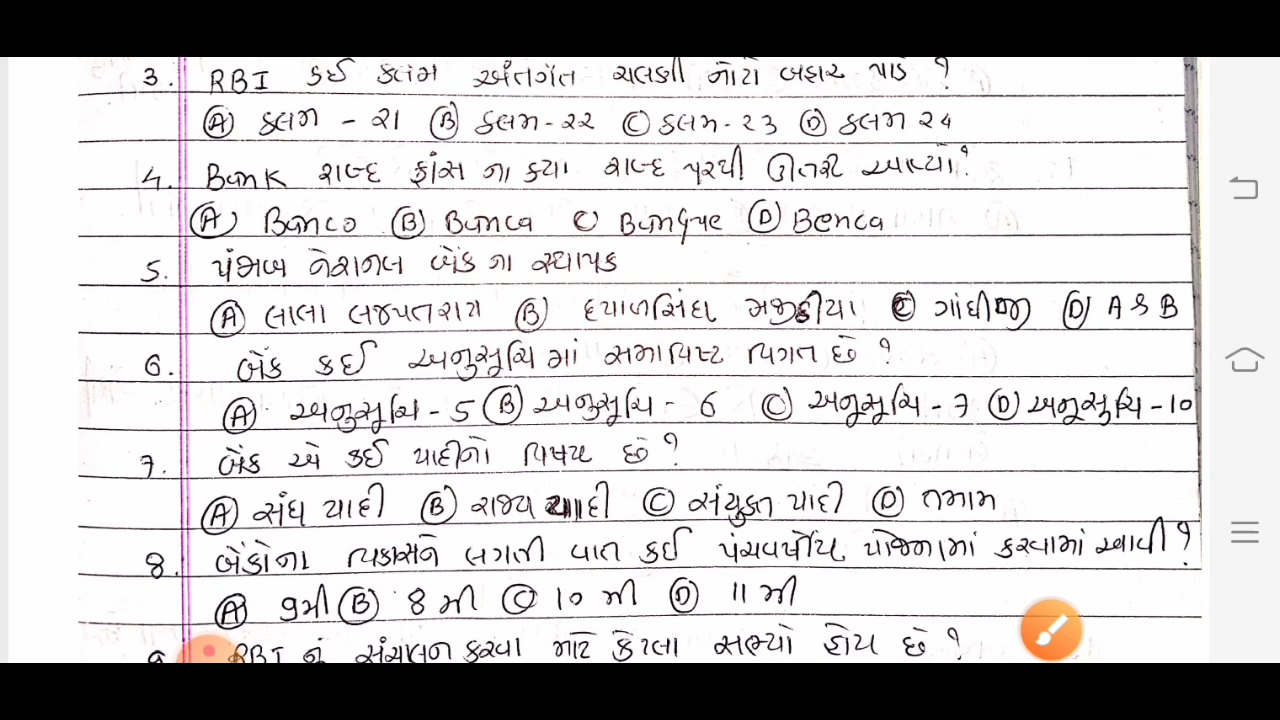 3. RBI કઈ કલમ અંતર્ગત ચલણી નોટો બહાર પાડે ?
(A) કલમ - ૨૧ (B) કલમ-૨૨ (C) કલમ-૨૩ (D) કલમ ૨૪
4. Bank શબ્દ ફ્રાંસ ના કયા શબ્દ પરથી ઊતરી આવ્યો?
(A) Banco (B) Banca (C) Banque (D) Benca
5. પંજાબ નેશનલ બેંક ના સ્થાપક
(A) લાલા લજપતરાય (B) દયાળસિંહ મજીઠીયા (C) ગાંધીજી (D) A & B
6. બેંક કઈ અનુસૂચિમાં સમાવિષ્ટ વિગત છે ?
(A) અનુસૂચિ - 5 (B) અનુસૂચિ - 6 (C) અનુસૂચિ - 7 (D) અનુસૂચિ - 10
7. બેંક એ કઈ યાદીનો વિષય છે ?
(A) સંઘ યાદી (B) રાજ્ય યાદી (C) સંયુક્ત યાદી (D) તમામ
8. બેંકોના વિકાસને લગતી વાત કઈ પંચવર્ષીય યોજનામાં કરવામાં આવી ?
(A) 9મી (B) 8 મી (C) 10 મી (D) 11 મી
9. RBI નું સંચાલન કરવા માટે કેટલા સભ્યો હોય છે ?